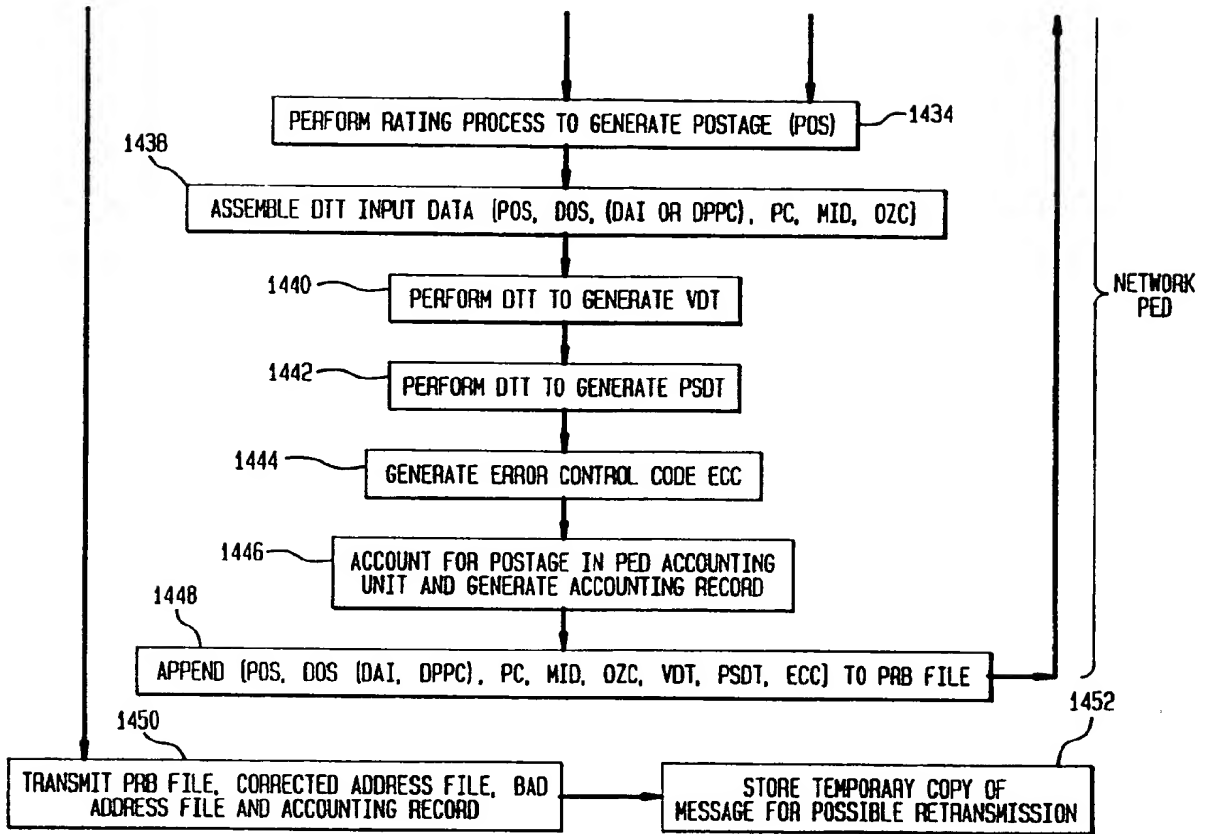 PERFORM RATING PROCESS TO GENERATE POSTAGE (POS)
1434
1438
ASSEMBLE DTT INPUT DATA (POS, DOS, (DAI OR DPPC), PC, MID, OZC)
1440
PERFORM DTT TO GENERATE VDT
NETWORK
PED
1442
PERFORM DTT TO GENERATE PSDT
1444
GENERATE ERROR CONTROL CODE ECC
1446
ACCOUNT FOR POSTAGE IN PED ACCOUNTING
UNIT AND GENERATE ACCOUNTING RECORD
1448
APPEND (POS, DOS (DAI, DPPC), PC, MID, OZC, VDT, PSDT, ECC) TO PRB FILE
1450
TRANSMIT PRB FILE, CORRECTED ADDRESS FILE, BAD
ADDRESS FILE AND ACCOUNTING RECORD
1452
STORE TEMPORARY COPY OF
MESSAGE FOR POSSIBLE RETRANSMISSION